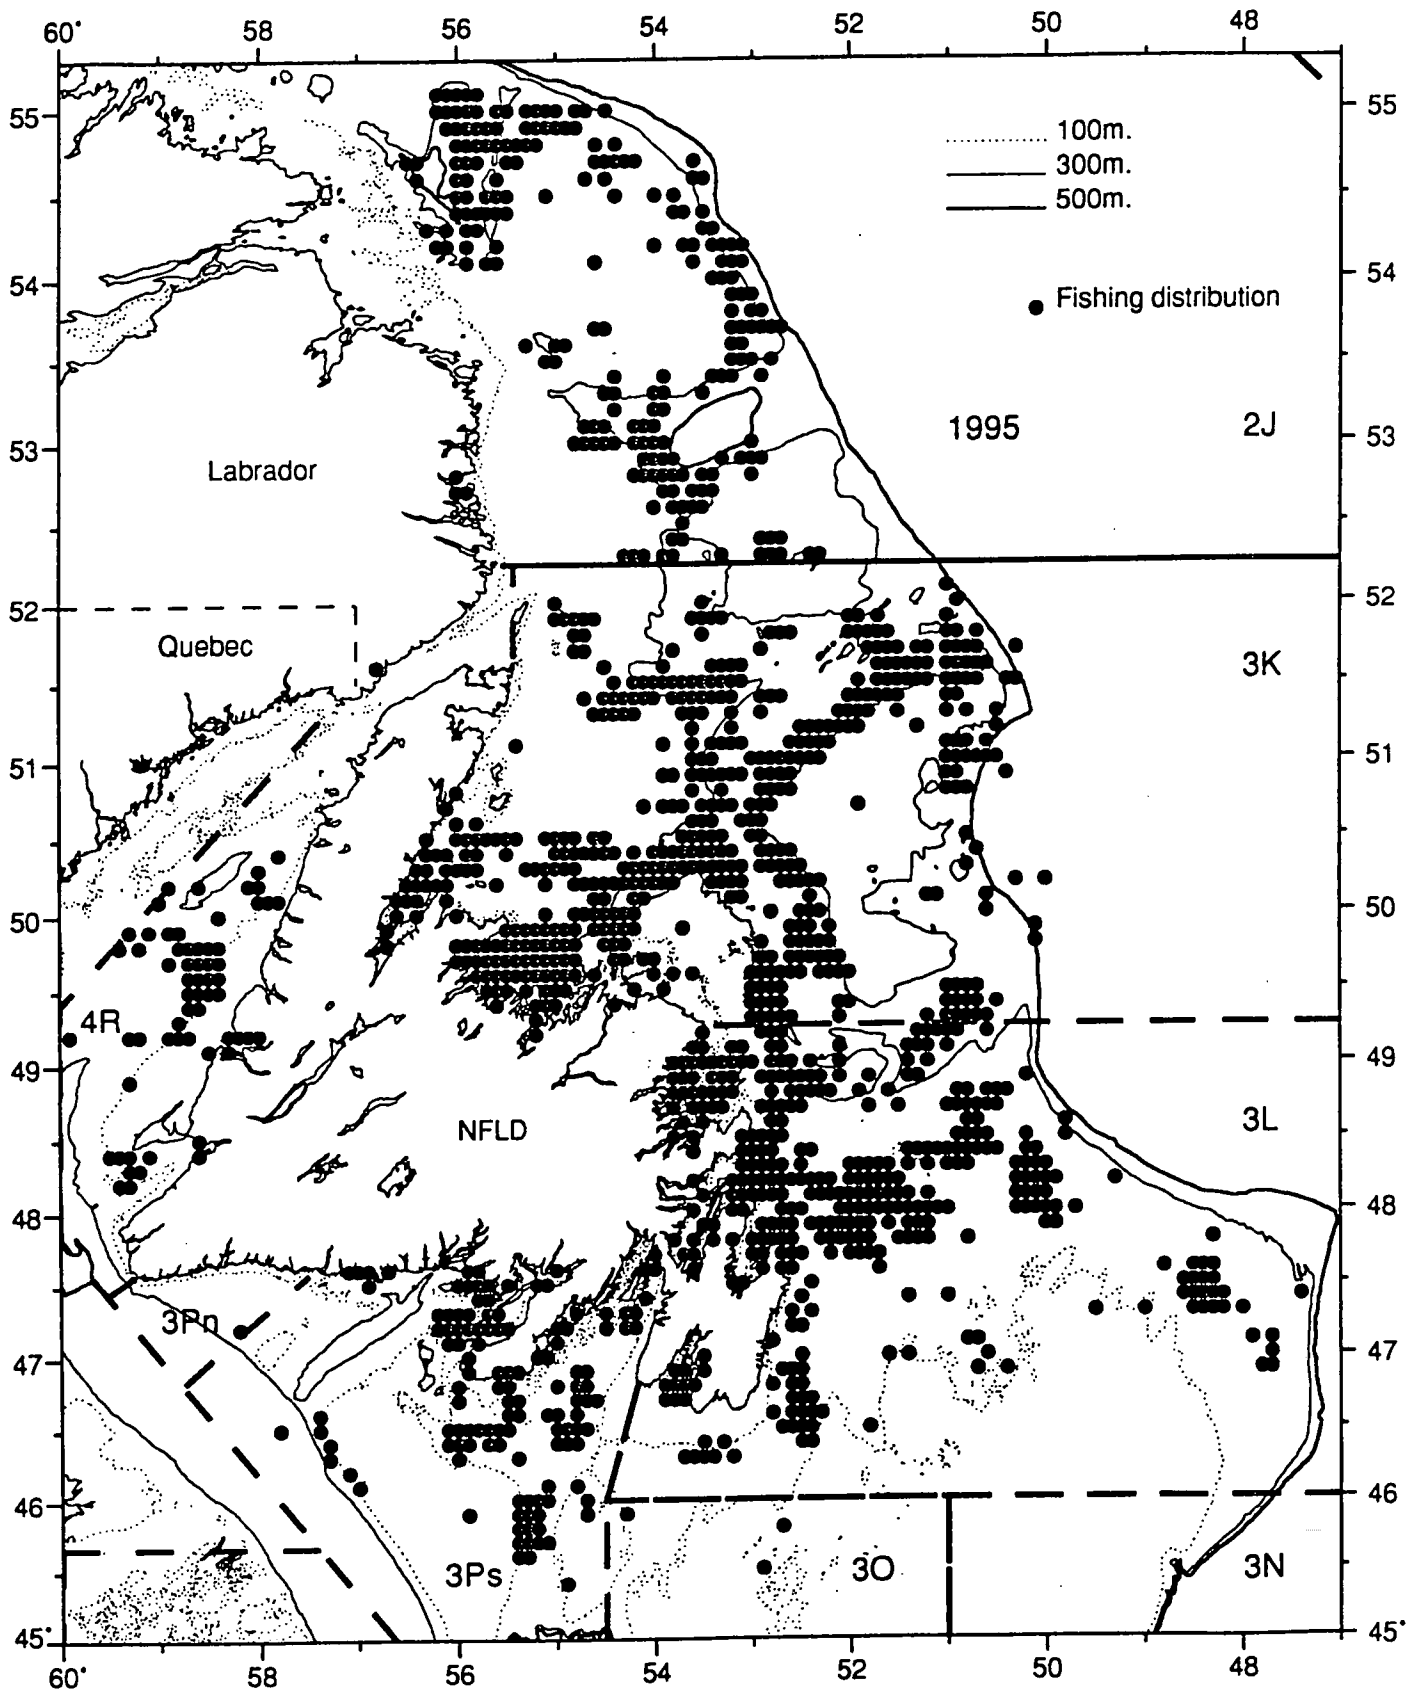 60° 58 56 54 52 50 48
55 55
100m.
300m.
500m.
54 54
Fishing distribution
1995 2J
53 53
Labrador
52 52
Quebec
3K
51 51
50 50
4R
49 49
NFLD 3L
48 48
3Pn
47 47
46 46
3Ps 3O 3N
45° 45°
60° 58 56 54 52 50 48